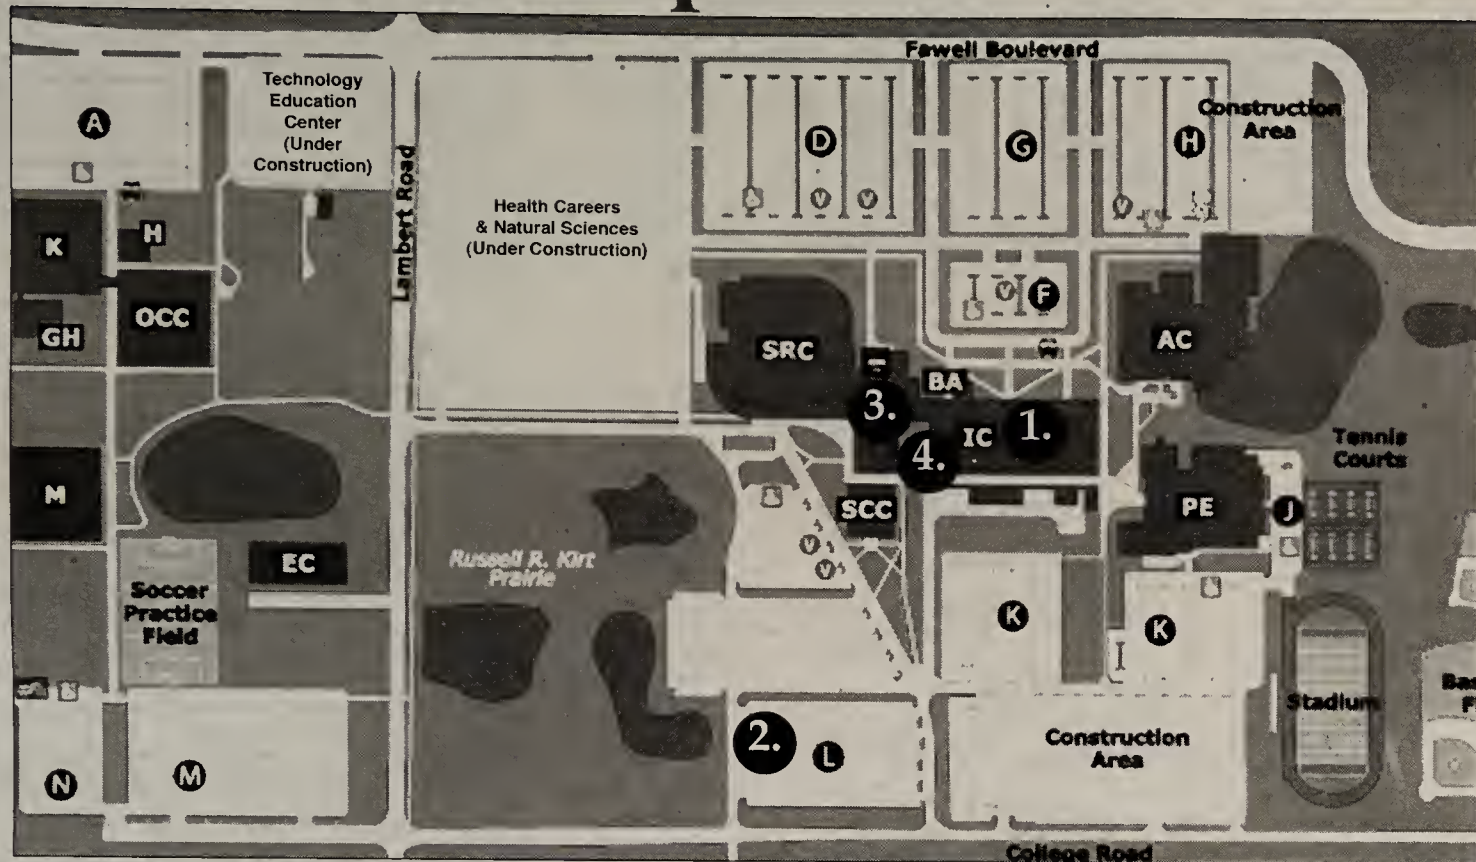 Fawell Boulevard
Technology
Education
Center
(Under
Construction)
A
D
G
H
Construction
Area
Lambert Road
Health Careers
& Natural Sciences
(Under Construction)
V
V
V
K
H
GH
OCC
V
F
SRC
BA
AC
3.
IC
1.
4.
Tennis
Courts
M
SCC
PE
J
V
V
EC
Russell R. Kirt
Prairie
Soccer
Practice
Field
K
K
Stadium
2.
L
Construction
Area
N
M
College Road